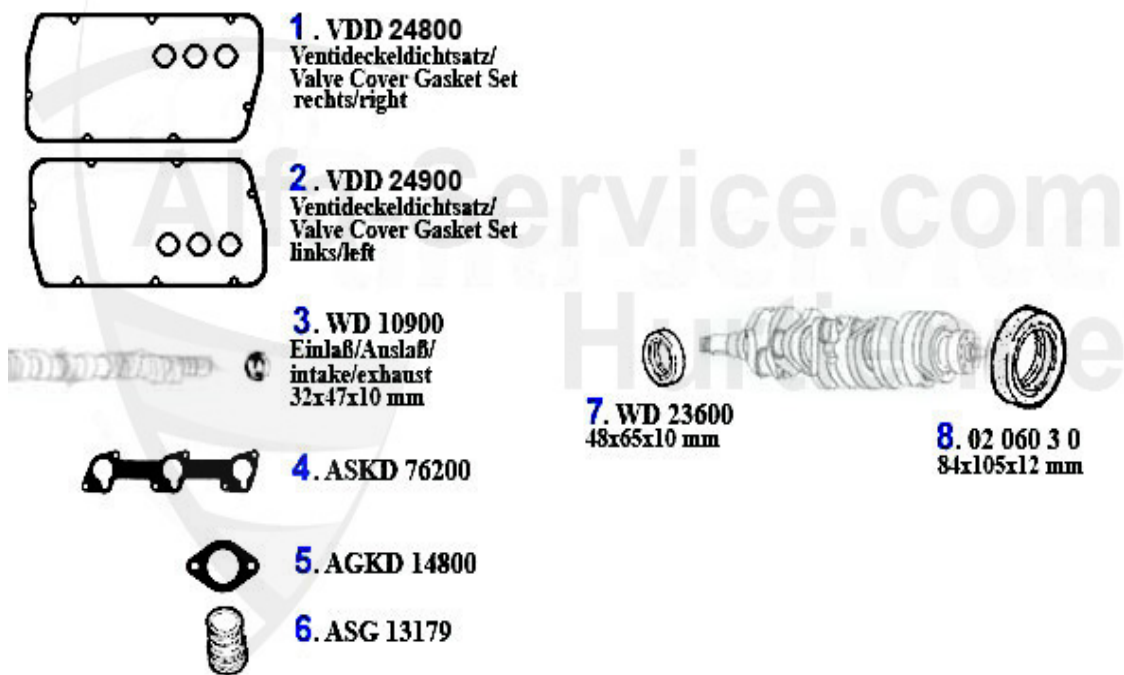 1. VDD 24800
Ventideckeldichtsatz/
Valve Cover Gasket Set
rechts/right
2. VDD 24900
Ventideckeldichtsatz/
Valve Cover Gasket Set
links/left
3. WD 10900
Einlaß/Auslaß/
intake/exhaust
32x47x10 mm
4. ASKD 76200
5. AGKD 14800
6. ASG 13179
7. WD 23600
48x65x10 mm
8. 02 060 3 0
84x105x12 mm